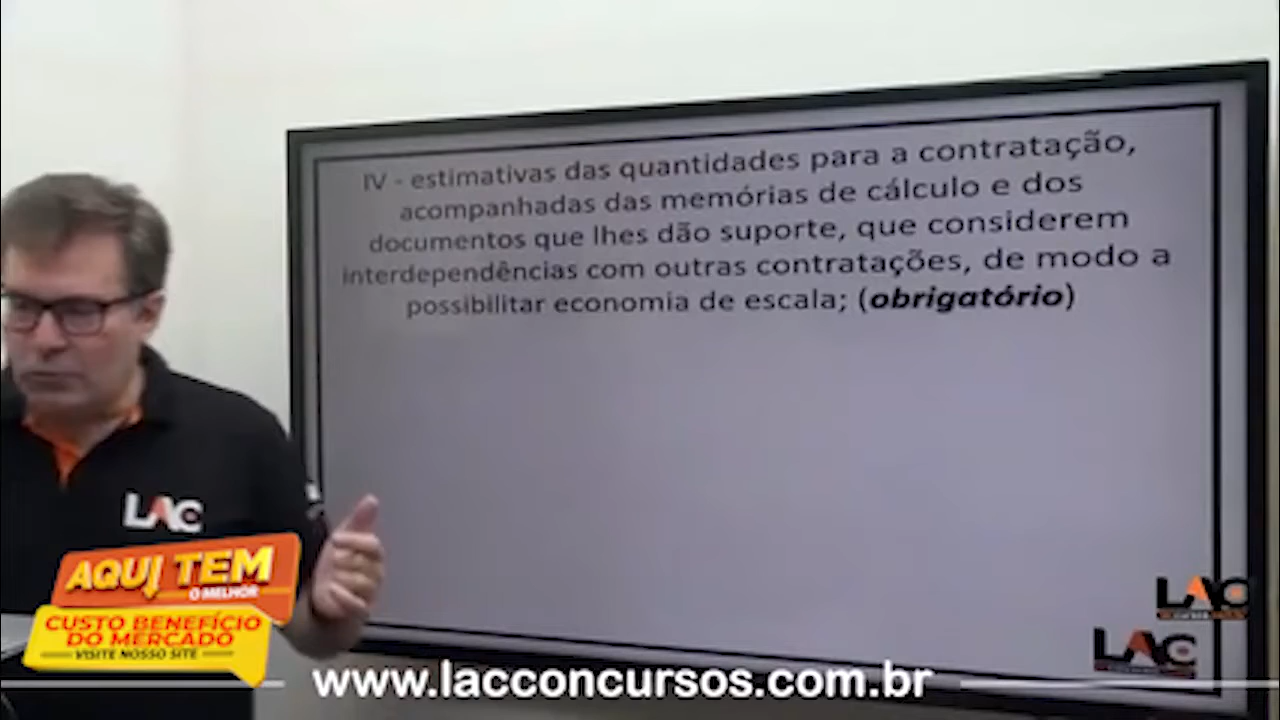 IV - estimativas das quantidades para a contratação,
acompanhadas das memórias de cálculo e dos
documentos que lhes dão suporte, que considerem
interdependências com outras contratações, de modo a
possibilitar economia de escala; (obrigatório)
LAC
AQUI TEM
O MELHOR
CUSTO BENEFÍCIO
DO MERCADO
VISITE NOSSO SITE
LAC
LAC
www.lacconcursos.com.br